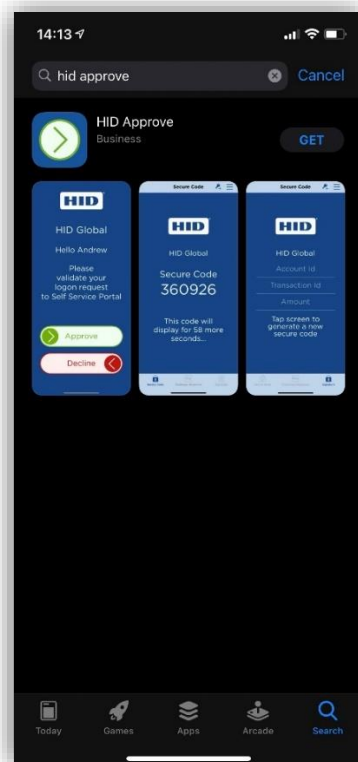 14:13
hid approve
Cancel
HID Approve
Business
GET
HID
HID Global
Hello Andrew
Please
validate your
logon request
to Self Service Portal
Approve
Decline
Secure Code
HID
HID Global
Secure Code
360926
This code will
display for 58 more
seconds...
Secure Code
HID
HID Global
Account Id
Transaction Id
Amount
Tap screen to
generate a new
secure code
Today
Games
Apps
Arcade
Search